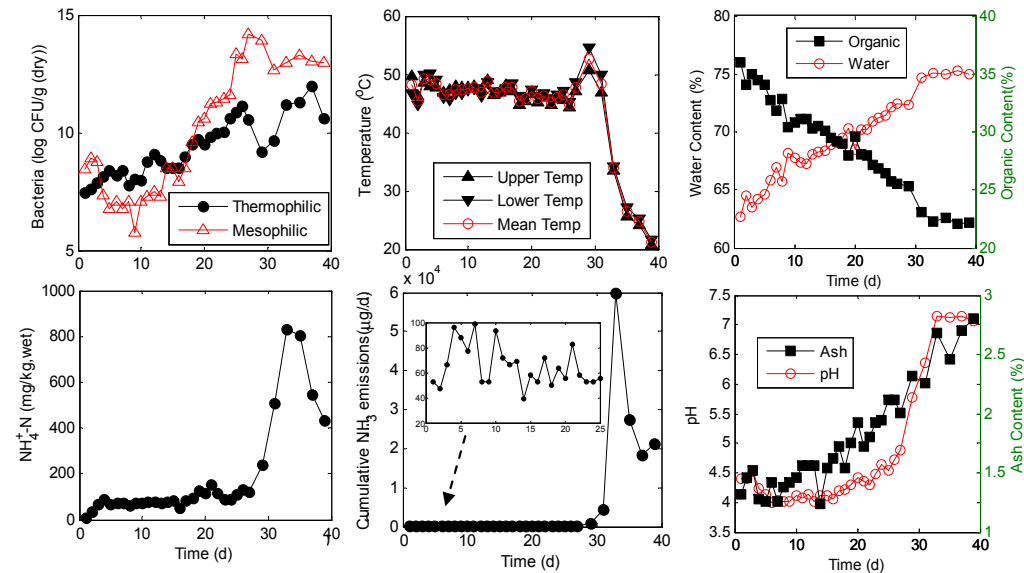 Bacteria (log CFU/g (dry))
15
10
5
0 10 20 30 40
Thermophilic
Mesophilic
Temperature (°C)
60
50
40
30
20
0 10 20 30 40
Upper Temp
Lower Temp
Mean Temp
Water Content (%)
80
75
70
65
60
0 10 20 30 40
Time (d)
Organic
Water
40
35
30
25
20
Organic Content(%)
NH₄⁺-N (mg/kg,wet)
1000
800
600
400
200
0
0 10 20 30 40
Time (d)
x 10⁴
Cumulative NH₃ emissions(µg/d)
6
5
4
3
2
1
0
0 10 20 30 40
Time (d)
100
80
60
40
20
0 5 10 15 20 25
pH
7.5
7
6.5
6
5.5
5
4.5
4
3.5
0 10 20 30 40
Time (d)
Ash
pH
3
2.5
2
1.5
1
Ash Content (%)